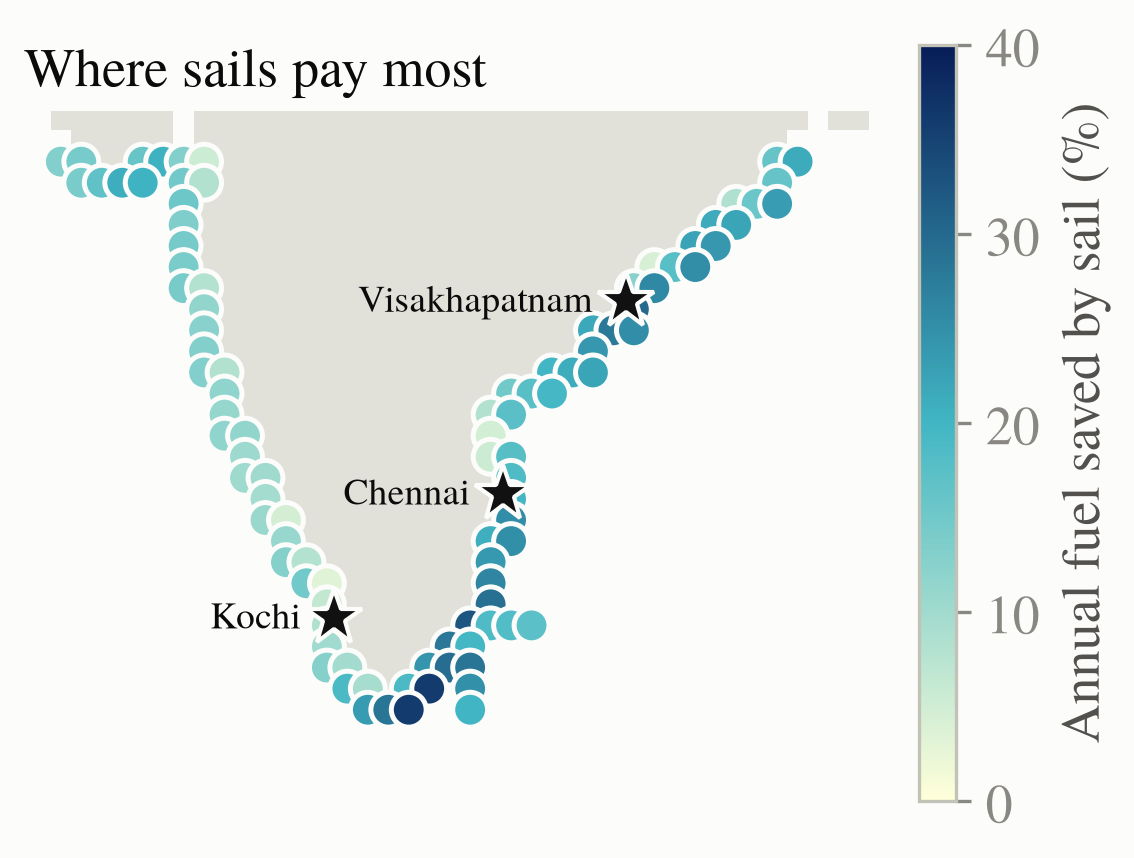 Where sails pay most
Visakhapatnam
Chennai
Kochi
40
30
20
10
0
Annual fuel saved by sail (%)